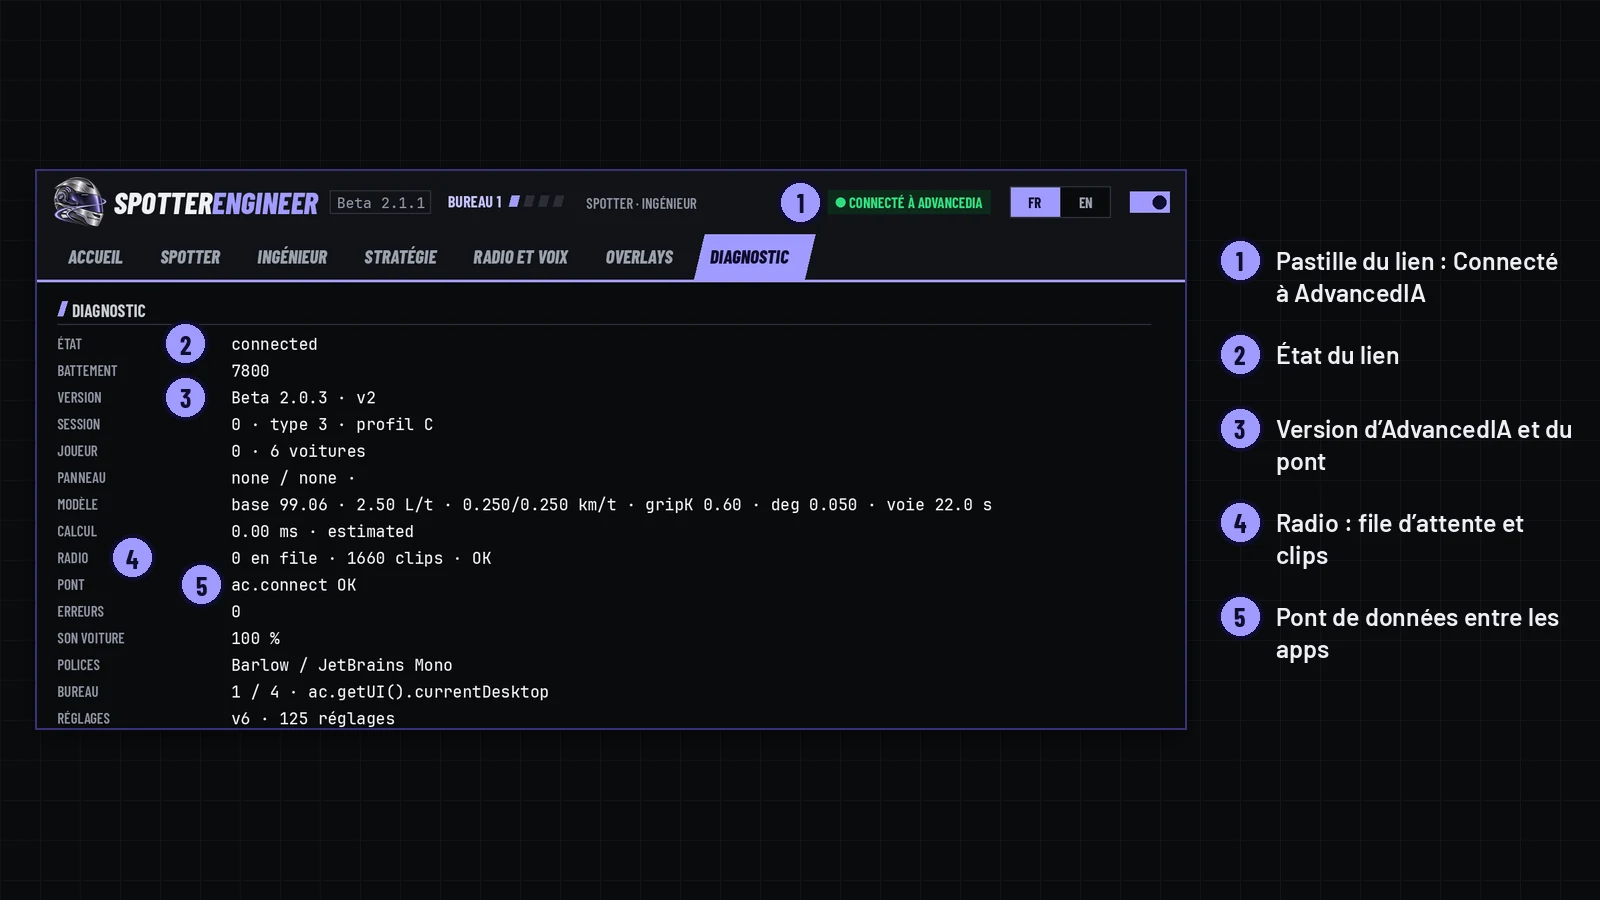 SPOTTERENGINEER Beta 2.1.1 BUREAU 1 SPOTTER · INGÉNIEUR 1 CONNECTÉ À ADVANCEDIA FR EN
ACCUEIL SPOTTER INGÉNIEUR STRATÉGIE RADIO ET VOIX OVERLAYS DIAGNOSTIC
DIAGNOSTIC
ÉTAT 2 connected
BATTEMENT 7800
VERSION 3 Beta 2.0.3 · v2
SESSION 0 · type 3 · profil C
JOUEUR 0 · 6 voitures
PANNEAU none / none ·
MODÈLE base 99.06 · 2.50 L/t · 0.250/0.250 km/t · gripK 0.60 · deg 0.050 · voie 22.0 s
CALCUL 0.00 ms · estimated
RADIO 4 0 en file · 1660 clips · OK
PONT 5 ac.connect OK
ERREURS 0
SON VOITURE 100 %
POLICES Barlow / JetBrains Mono
BUREAU 1 / 4 · ac.getUI().currentDesktop
RÉGLAGES v6 · 125 réglages
1 Pastille du lien : Connecté
à AdvancedIA
2 État du lien
3 Version d’AdvancedIA et du
pont
4 Radio : file d’attente et
clips
5 Pont de données entre les
apps